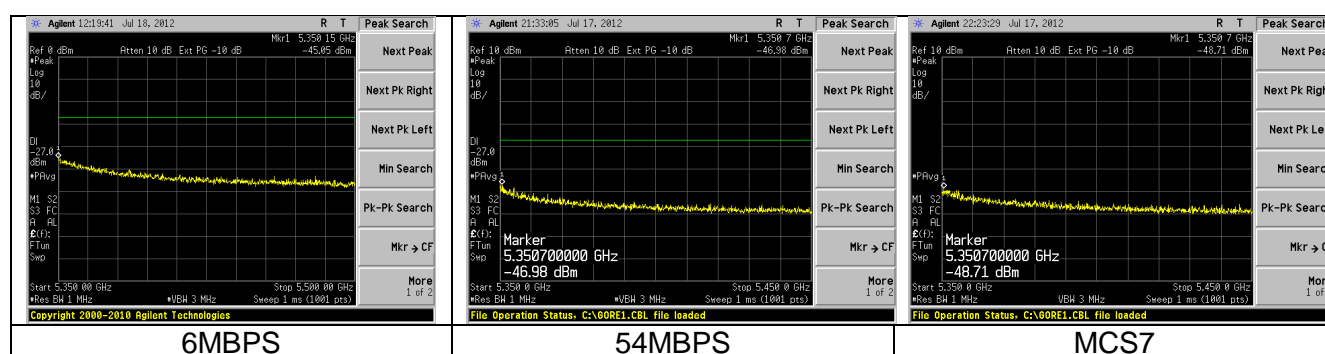 Agilent 12:19:41 Jul 18, 2012 R T
Peak Search
Mkr1 5.350 15 GHz
Ref 0 dBm Atten 10 dB Ext PG -10 dB -45.05 dBm
#Peak
Log
10
dB/
DI
-27.0
dBm
#PAvg
1
M1 S2
S3 FC
A AL
£(f):
FTun
Swp
Start 5.350 00 GHz Stop 5.500 00 GHz
#Res BW 1 MHz #VBW 3 MHz Sweep 1 ms (1001 pts)
Copyright 2000-2010 Agilent Technologies
Next Peak
Next Pk Right
Next Pk Left
Min Search
Pk-Pk Search
Mkr → CF
More
1 of 2
6MBPS
Agilent 21:33:05 Jul 17, 2012 R T
Peak Search
Mkr1 5.350 7 GHz
Ref 10 dBm Atten 10 dB Ext PG -10 dB -46.98 dBm
#Peak
Log
10
dB/
DI
-27.0
dBm
#PAvg
1
M1 S2
S3 FC
A AL
£(f):
FTun
Swp
Marker
5.350700000 GHz
-46.98 dBm
Start 5.350 0 GHz Stop 5.450 0 GHz
#Res BW 1 MHz #VBW 3 MHz Sweep 1 ms (1001 pts)
File Operation Status, C:\GORE1.CBL file loaded
Next Peak
Next Pk Right
Next Pk Left
Min Search
Pk-Pk Search
Mkr → CF
More
1 of 2
54MBPS
Agilent 22:23:29 Jul 17, 2012 R T
Peak Search
Mkr1 5.350 7 GHz
Ref 10 dBm Atten 10 dB Ext PG -10 dB -48.71 dBm
#Peak
Log
10
dB/
#PAvg
1
M1 S2
S3 FC
A AL
£(f):
FTun
Swp
Marker
5.350700000 GHz
-48.71 dBm
Start 5.350 0 GHz Stop 5.450 0 GHz
#Res BW 1 MHz VBW 3 MHz Sweep 1 ms (1001 pts)
File Operation Status, C:\GORE1.CBL file loaded
Next Pea
Next Pk Righ
Next Pk Le
Min Searc
Pk-Pk Searc
Mkr →
Mor
1 of
MCS7